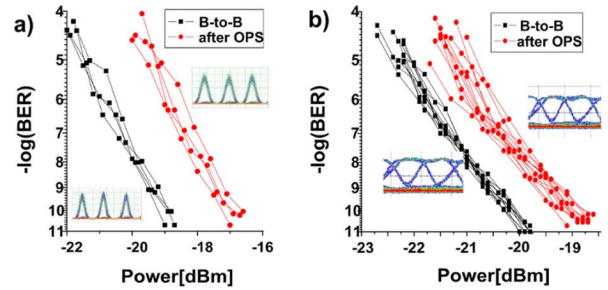 a)
B-to-B
after OPS
-log(BER)
4
5
6
7
8
9
10
11
-22
-20
-18
-16
Power[dBm]
b)
B-to-B
after OPS
-log(BER)
4
5
6
7
8
9
10
11
-23
-22
-21
-20
-19
Power[dBm]